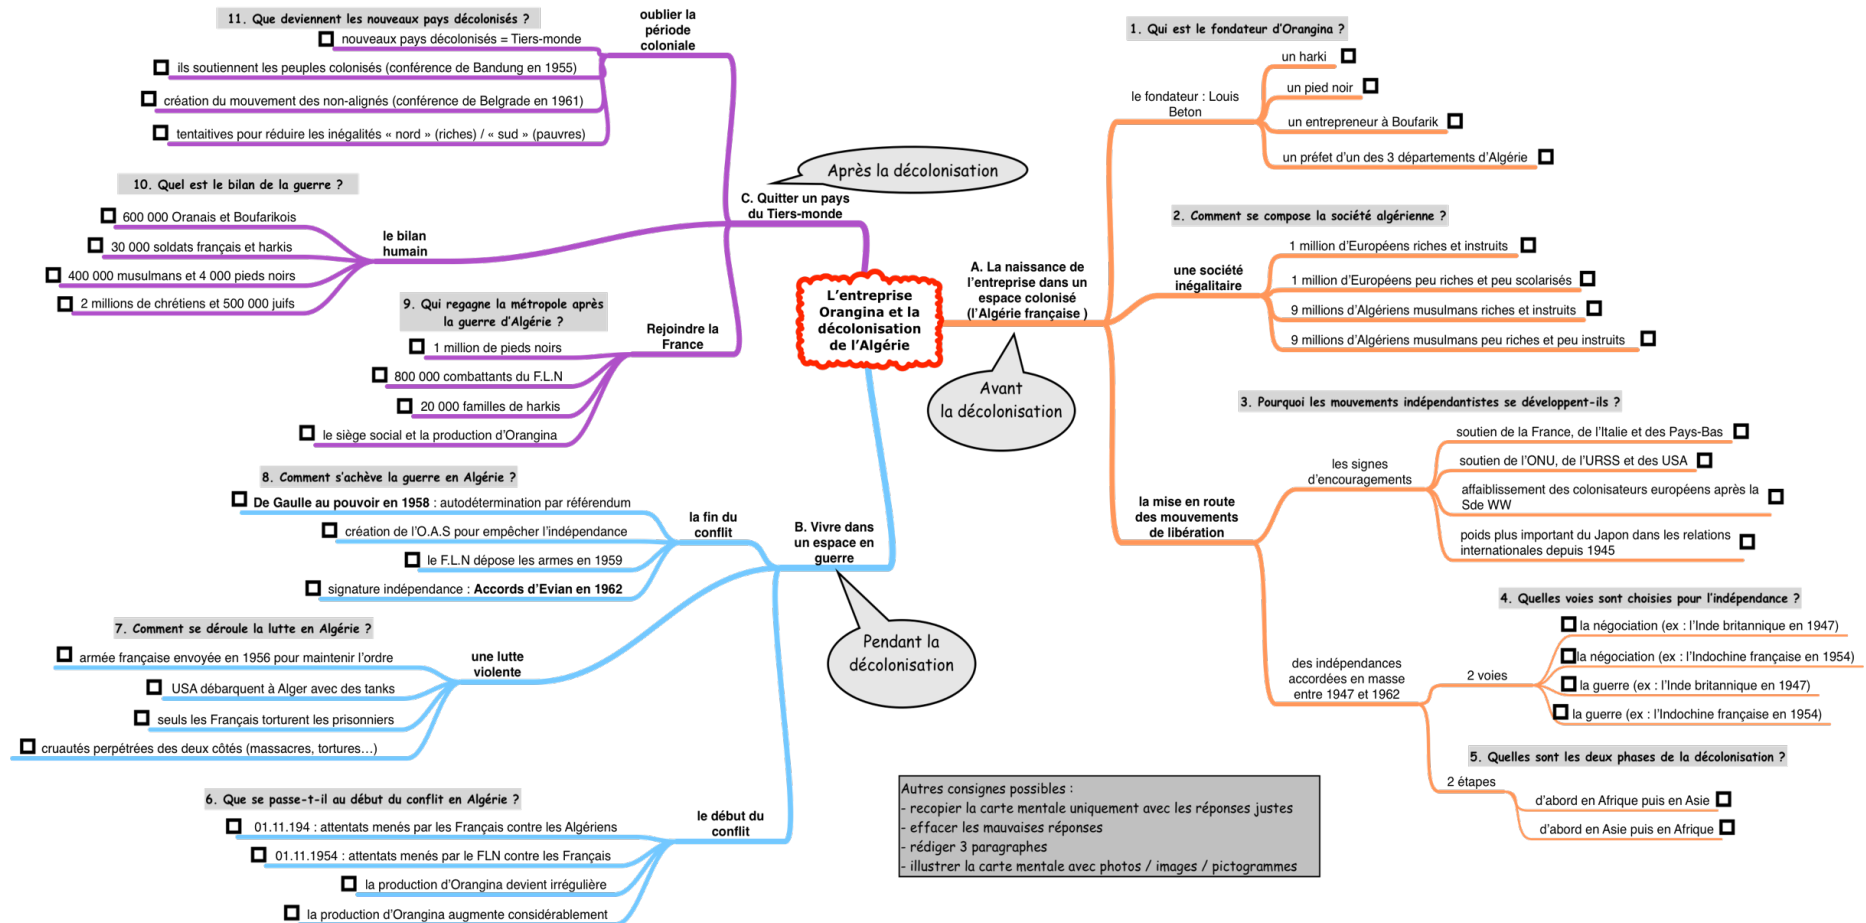 L'entreprise
Orangina et la
décolonisation
de l'Algérie
A. La naissance de
l'entreprise dans un
espace colonisé
(l'Algérie française )
Avant
la décolonisation
1. Qui est le fondateur d'Orangina ?
le fondateur : Louis
Beton
un harki
un pied noir
un entrepreneur à Boufarik
un préfet d'un des 3 départements d'Algérie
2. Comment se compose la société algérienne ?
une société
inégalitaire
1 million d'Européens riches et instruits
1 million d'Européens peu riches et peu scolarisés
9 millions d'Algériens musulmans riches et instruits
9 millions d'Algériens musulmans peu riches et peu instruits
3. Pourquoi les mouvements indépendantistes se développent-ils ?
la mise en route
des mouvements
de libération
les signes
d'encouragements
soutien de la France, de l'Italie et des Pays-Bas
soutien de l'ONU, de l'URSS et des USA
affaiblissement des colonisateurs européens après la
Sde WW
poids plus important du Japon dans les relations
internationales depuis 1945
4. Quelles voies sont choisies pour l'indépendance ?
des indépendances
accordées en masse
entre 1947 et 1962
2 voies
la négociation (ex : l'Inde britannique en 1947)
la négociation (ex : l'Indochine française en 1954)
la guerre (ex : l'Inde britannique en 1947)
la guerre (ex : l'Indochine française en 1954)
5. Quelles sont les deux phases de la décolonisation ?
2 étapes
d'abord en Afrique puis en Asie
d'abord en Asie puis en Afrique
B. Vivre dans
un espace en
guerre
Pendant la
décolonisation
6. Que se passe-t-il au début du conflit en Algérie ?
le début du
conflit
01.11.194 : attentats menés par les Français contre les Algériens
01.11.1954 : attentats menés par le FLN contre les Français
la production d'Orangina devient irrégulière
la production d'Orangina augmente considérablement
7. Comment se déroule la lutte en Algérie ?
une lutte
violente
armée française envoyée en 1956 pour maintenir l'ordre
USA débarquent à Alger avec des tanks
seuls les Français torturent les prisonniers
cruautés perpétrées des deux côtés (massacres, tortures…)
8. Comment s'achève la guerre en Algérie ?
la fin du
conflit
De Gaulle au pouvoir en 1958 : autodétermination par référendum
création de l'O.A.S pour empêcher l'indépendance
le F.L.N dépose les armes en 1959
signature indépendance : Accords d'Evian en 1962
C. Quitter un pays
du Tiers-monde
Après la décolonisation
9. Qui regagne la métropole après
la guerre d'Algérie ?
Rejoindre la
France
1 million de pieds noirs
800 000 combattants du F.L.N
20 000 familles de harkis
le siège social et la production d'Orangina
10. Quel est le bilan de la guerre ?
le bilan
humain
600 000 Oranais et Boufarikois
30 000 soldats français et harkis
400 000 musulmans et 4 000 pieds noirs
2 millions de chrétiens et 500 000 juifs
11. Que deviennent les nouveaux pays décolonisés ?
oublier la
période
coloniale
nouveaux pays décolonisés = Tiers-monde
ils soutiennent les peuples colonisés (conférence de Bandung en 1955)
création du mouvement des non-alignés (conférence de Belgrade en 1961)
tentaitives pour réduire les inégalités « nord » (riches) / « sud » (pauvres)
Autres consignes possibles :
- recopier la carte mentale uniquement avec les réponses justes
- effacer les mauvaises réponses
- rédiger 3 paragraphes
- illustrer la carte mentale avec photos / images / pictogrammes